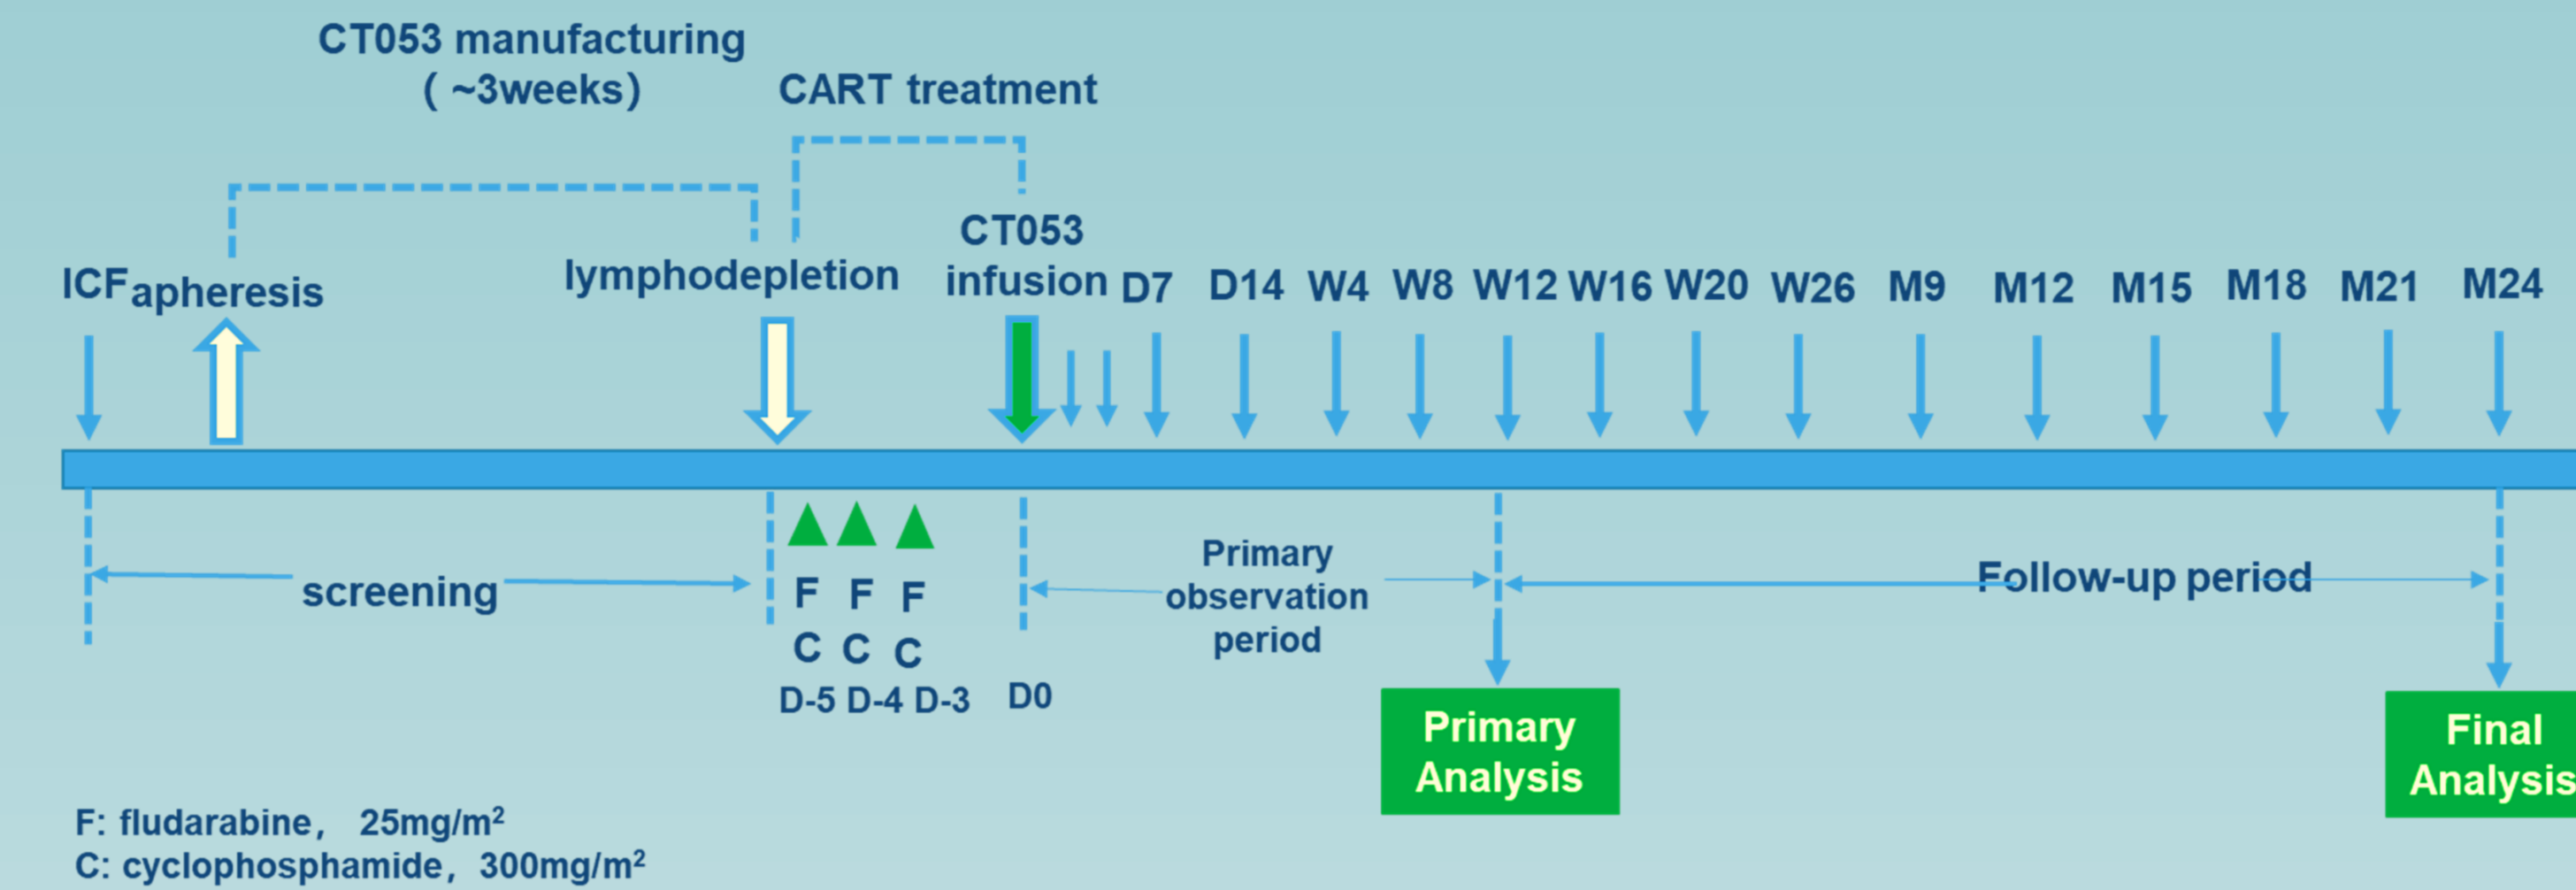 CT053 manufacturing
( ~3weeks)
CART treatment
ICF
apheresis
lymphodepletion
CT053
infusion
D7
D14
W4
W8
W12
W16
W20
W26
M9
M12
M15
M18
M21
M24
screening
F F F
C C C
D-5 D-4 D-3
D0
Primary
observation
period
Follow-up period
Primary
Analysis
Final
Analysis
F: fludarabine， 25mg/m²
C: cyclophosphamide，300mg/m²